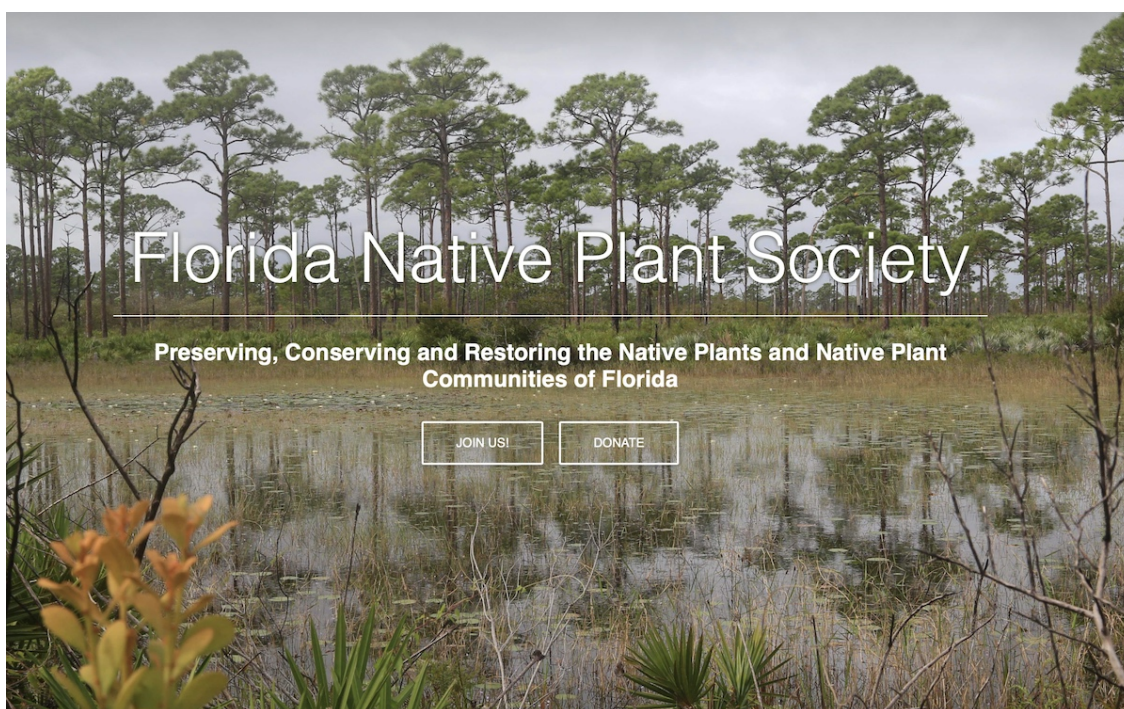 Florida Native Plant Society
Preserving, Conserving and Restoring the Native Plants and Native Plant
Communities of Florida
JOIN US!
DONATE